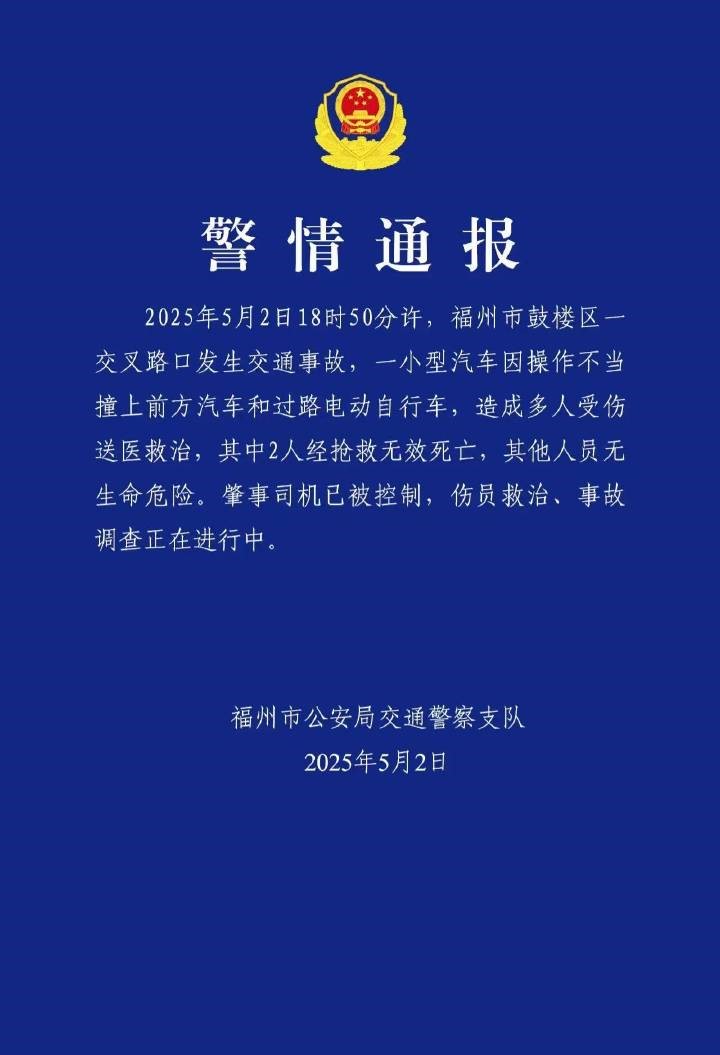 警情通报
2025年5月2日18时50分许，福州市鼓楼区一
交叉路口发生交通事故，一小型汽车因操作不当
撞上前方汽车和过路电动自行车，造成多人受伤
送医救治，其中2人经抢救无效死亡，其他人员无
生命危险。肇事司机已被控制，伤员救治、事故
调查正在进行中。
福州市公安局交通警察支队
2025年5月2日